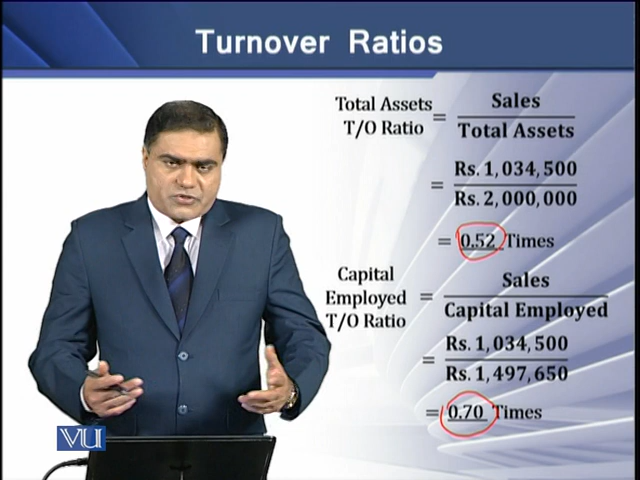 Turnover Ratios
Total Assets T/O Ratio = Sales / Total Assets
= Rs. 1,034,500 / Rs. 2,000,000
= 0.52 Times
Capital Employed T/O Ratio = Sales / Capital Employed
= Rs. 1,034,500 / Rs. 1,497,650
= 0.70 Times
VU